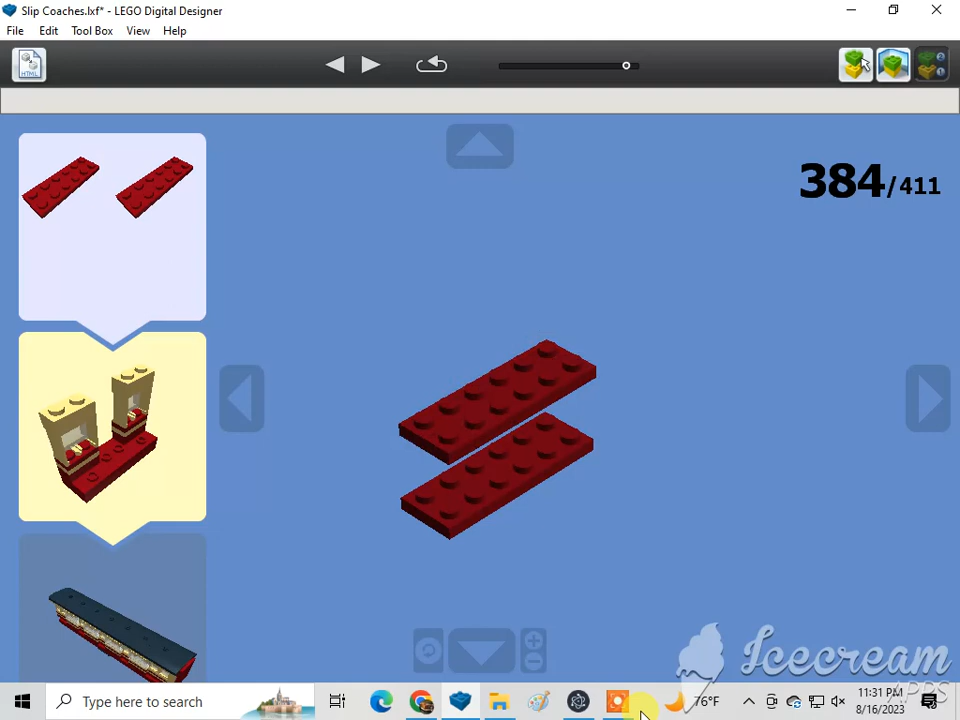 Slip Coaches.lxf* - LEGO Digital Designer
File Edit Tool Box View Help
HTML
384/411
Icecream
APPS
Type here to search
76°F
11:31 PM
8/16/2023